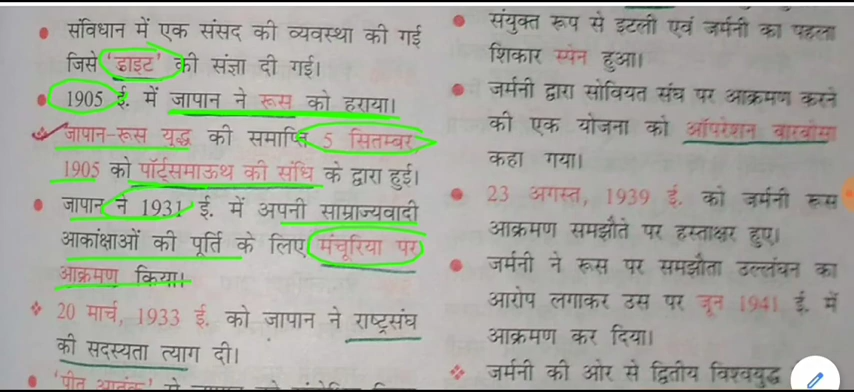 संविधान में एक संसद की व्यवस्था की गई
जिसे 'डाइट' की संज्ञा दी गई।
1905 ई. में जापान ने रूस को हराया।
जापान-रूस युद्ध की समाप्ति 5 सितम्बर,
1905 को पॉर्ट्समाऊथ की संधि के द्वारा हुई।
जापान ने 1931 ई. में अपनी साम्राज्यवादी
आकांक्षाओं की पूर्ति के लिए मंचूरिया पर
आक्रमण किया।
20 मार्च, 1933 ई. को जापान ने राष्ट्रसंघ
की सदस्यता त्याग दी।
संयुक्त रूप से इटली एवं जर्मनी का पहला
शिकार स्पेन हुआ।
जर्मनी द्वारा सोवियत संघ पर आक्रमण करने
की एक योजना को ऑपरेशन बारबोसा
कहा गया।
23 अगस्त, 1939 ई. को जर्मनी रूस
आक्रमण समझौते पर हस्ताक्षर हुए।
जर्मनी ने रूस पर समझौता उल्लंघन का
आरोप लगाकर उस पर जून 1941 ई. में
आक्रमण कर दिया।
जर्मनी की ओर से द्वितीय विश्वयुद्ध